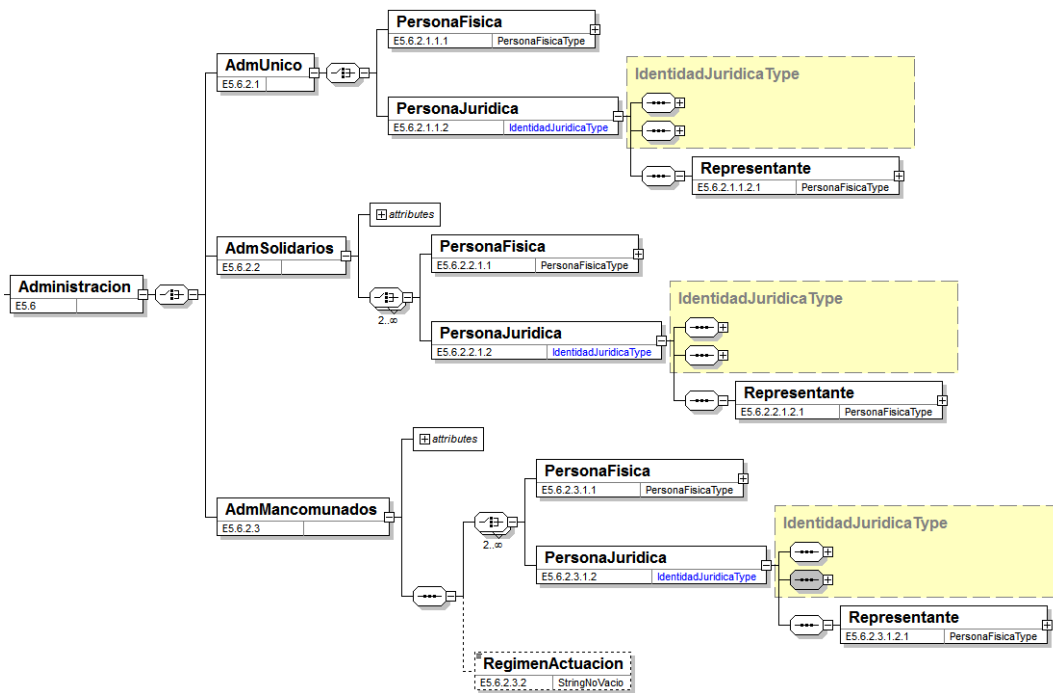 PersonaFisica
E5.6.2.1.1.1 PersonaFisicaType
AdmUnico
E5.6.2.1
IdentidadJuridicaType
PersonaJuridica
E5.6.2.1.1.2 IdentidadJuridicaType
Representante
E5.6.2.1.1.2.1 PersonaFisicaType
attributes
AdmSolidarios
E5.6.2.2
PersonaFisica
E5.6.2.2.1.1 PersonaFisicaType
Administracion
E5.6
2..∞
IdentidadJuridicaType
PersonaJuridica
E5.6.2.2.1.2 IdentidadJuridicaType
Representante
E5.6.2.2.1.2.1 PersonaFisicaType
attributes
PersonaFisica
E5.6.2.3.1.1 PersonaFisicaType
AdmMancomunados
E5.6.2.3
2..∞
IdentidadJuridicaType
PersonaJuridica
E5.6.2.3.1.2 IdentidadJuridicaType
Representante
E5.6.2.3.1.2.1 PersonaFisicaType
RegimenActuacion
E5.6.2.3.2 StringNoVacio